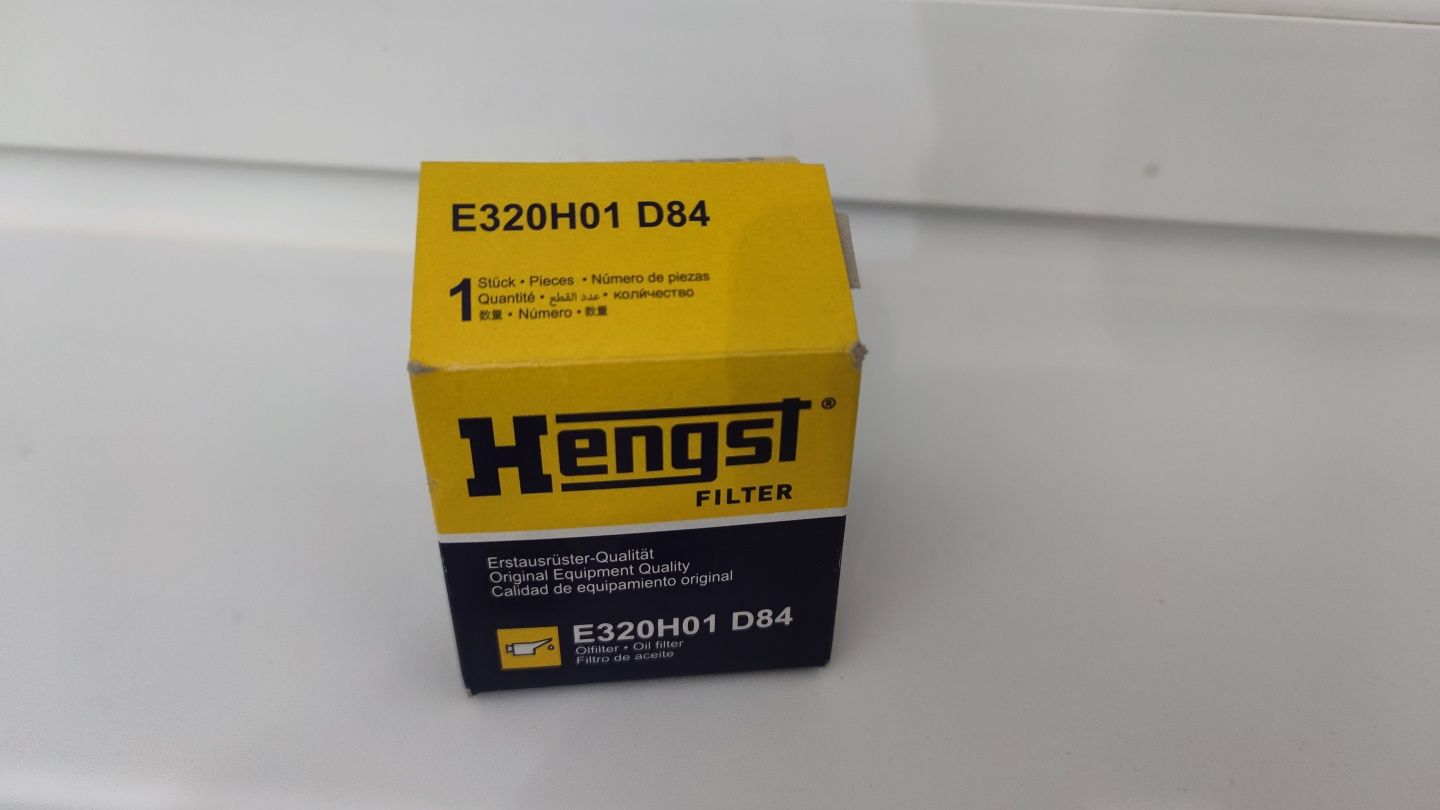 E320H01 D84
1
Stück • Pieces • Número de piezas
Quantité • عدد القطع • количество
数量 • Número • 数量
Hengst®
FILTER
Erstausrüster-Qualität
Original Equipment Quality
Calidad de equipamiento original
E320H01 D84
Ölfilter • Oil filter
Filtro de aceite